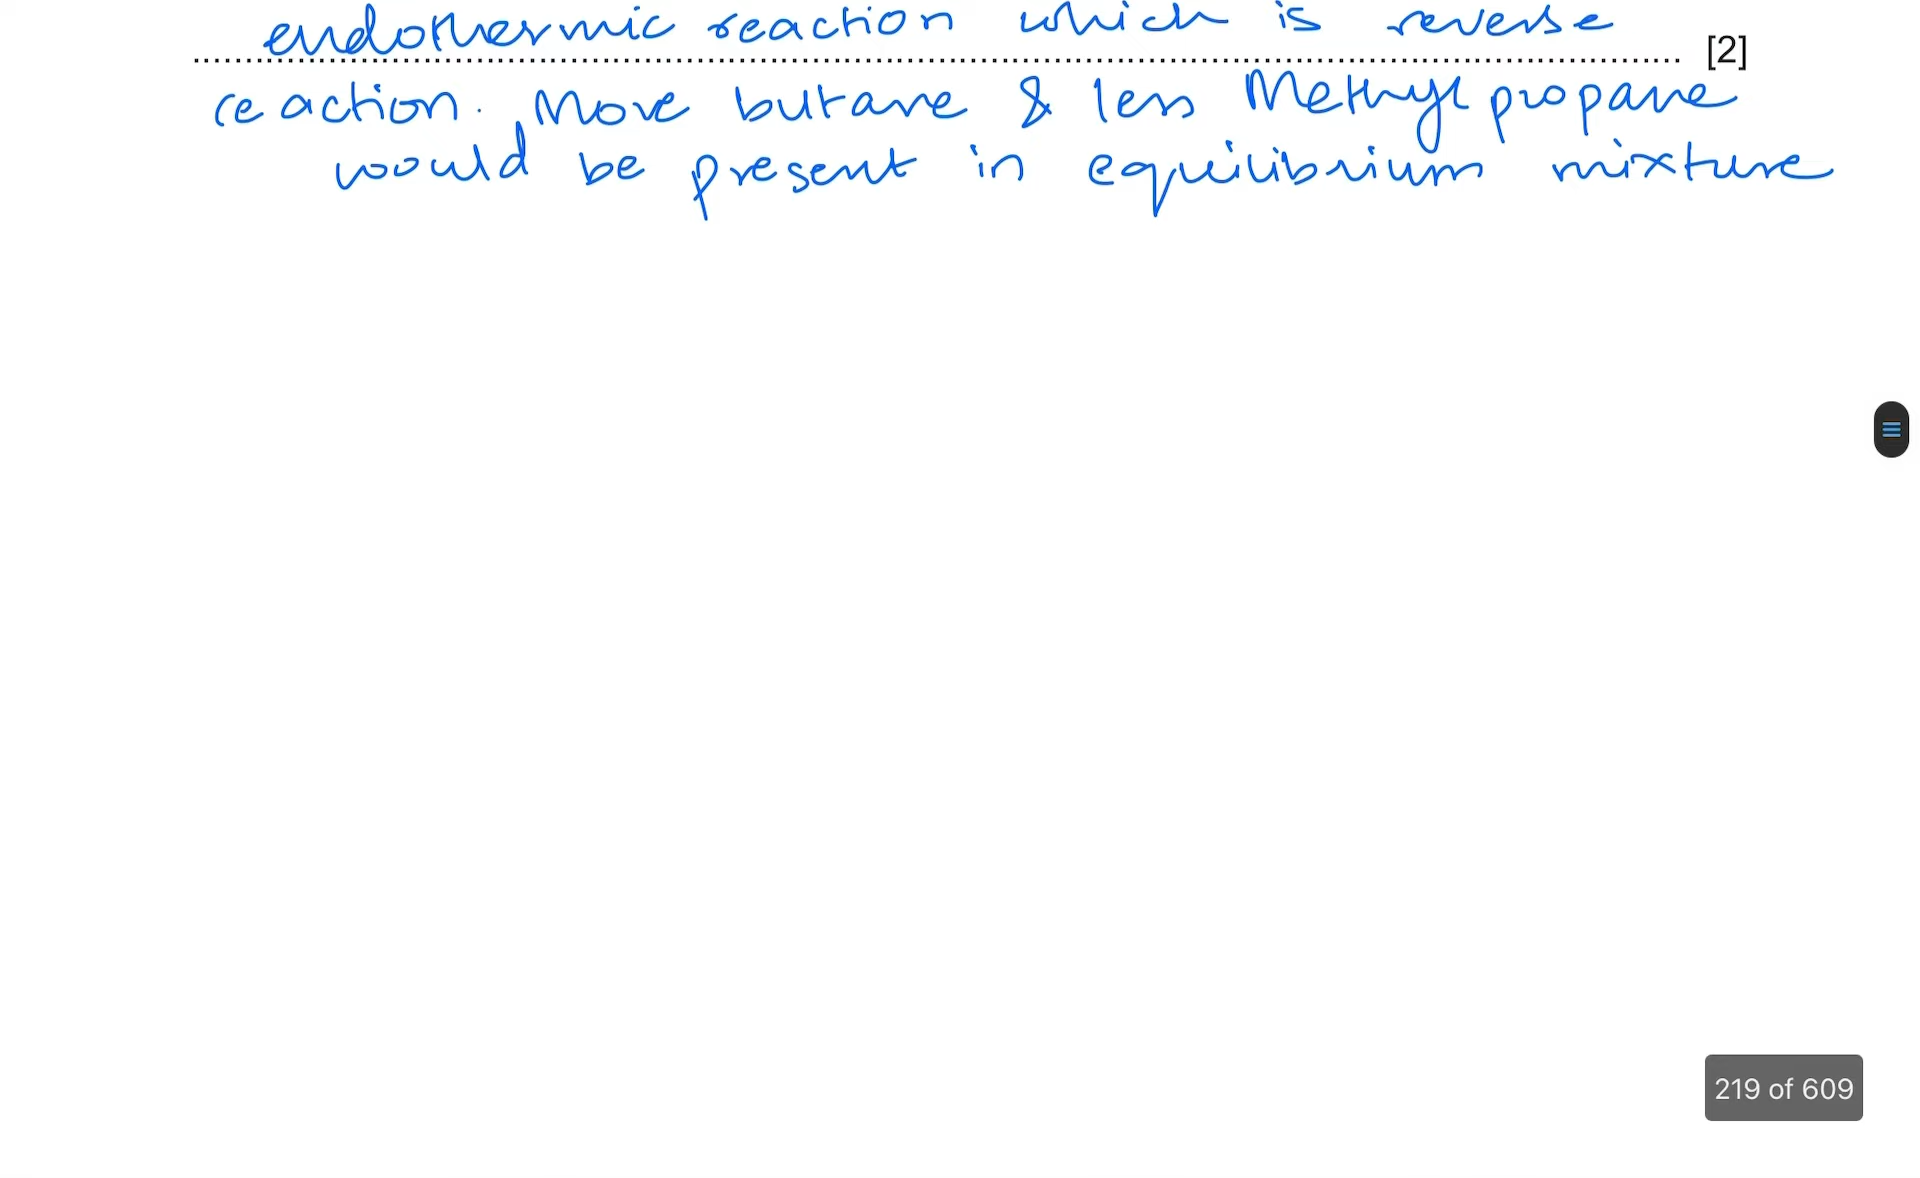 endothermic reaction which is reverse
[2]
reaction. More butane & less Methyl propane
would be present in equilibrium mixture
219 of 609